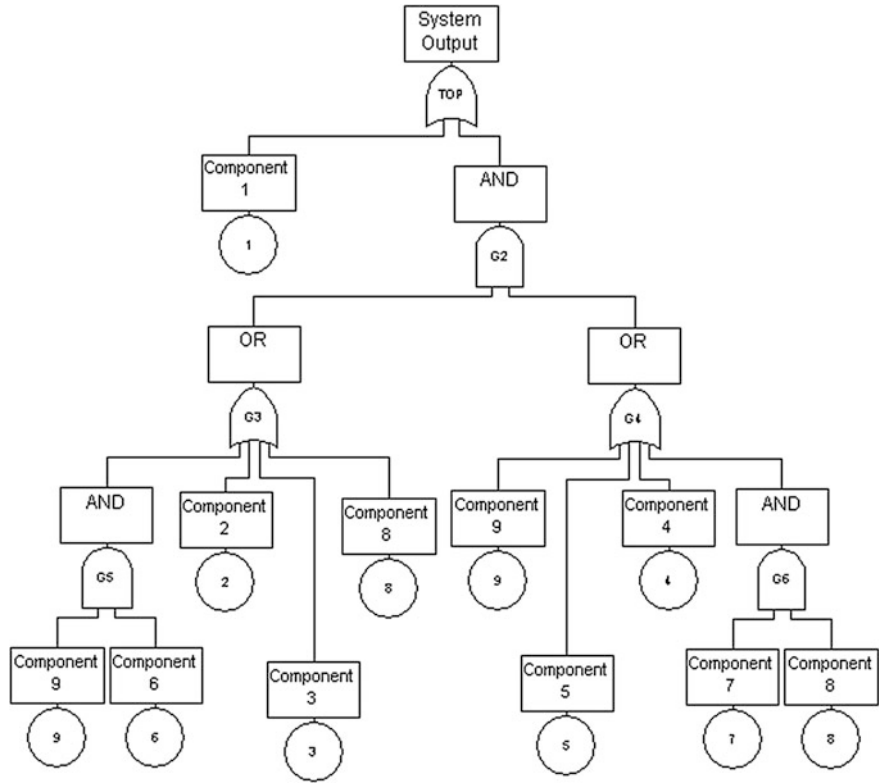 System
Output
TOP
Component
1
1
AND
G2
OR
OR
G3
G4
AND
Component
2
2
Component
8
8
Component
9
9
Component
4
4
AND
G5
G6
Component
9
9
Component
6
6
Component
3
3
Component
5
5
Component
7
7
Component
8
8